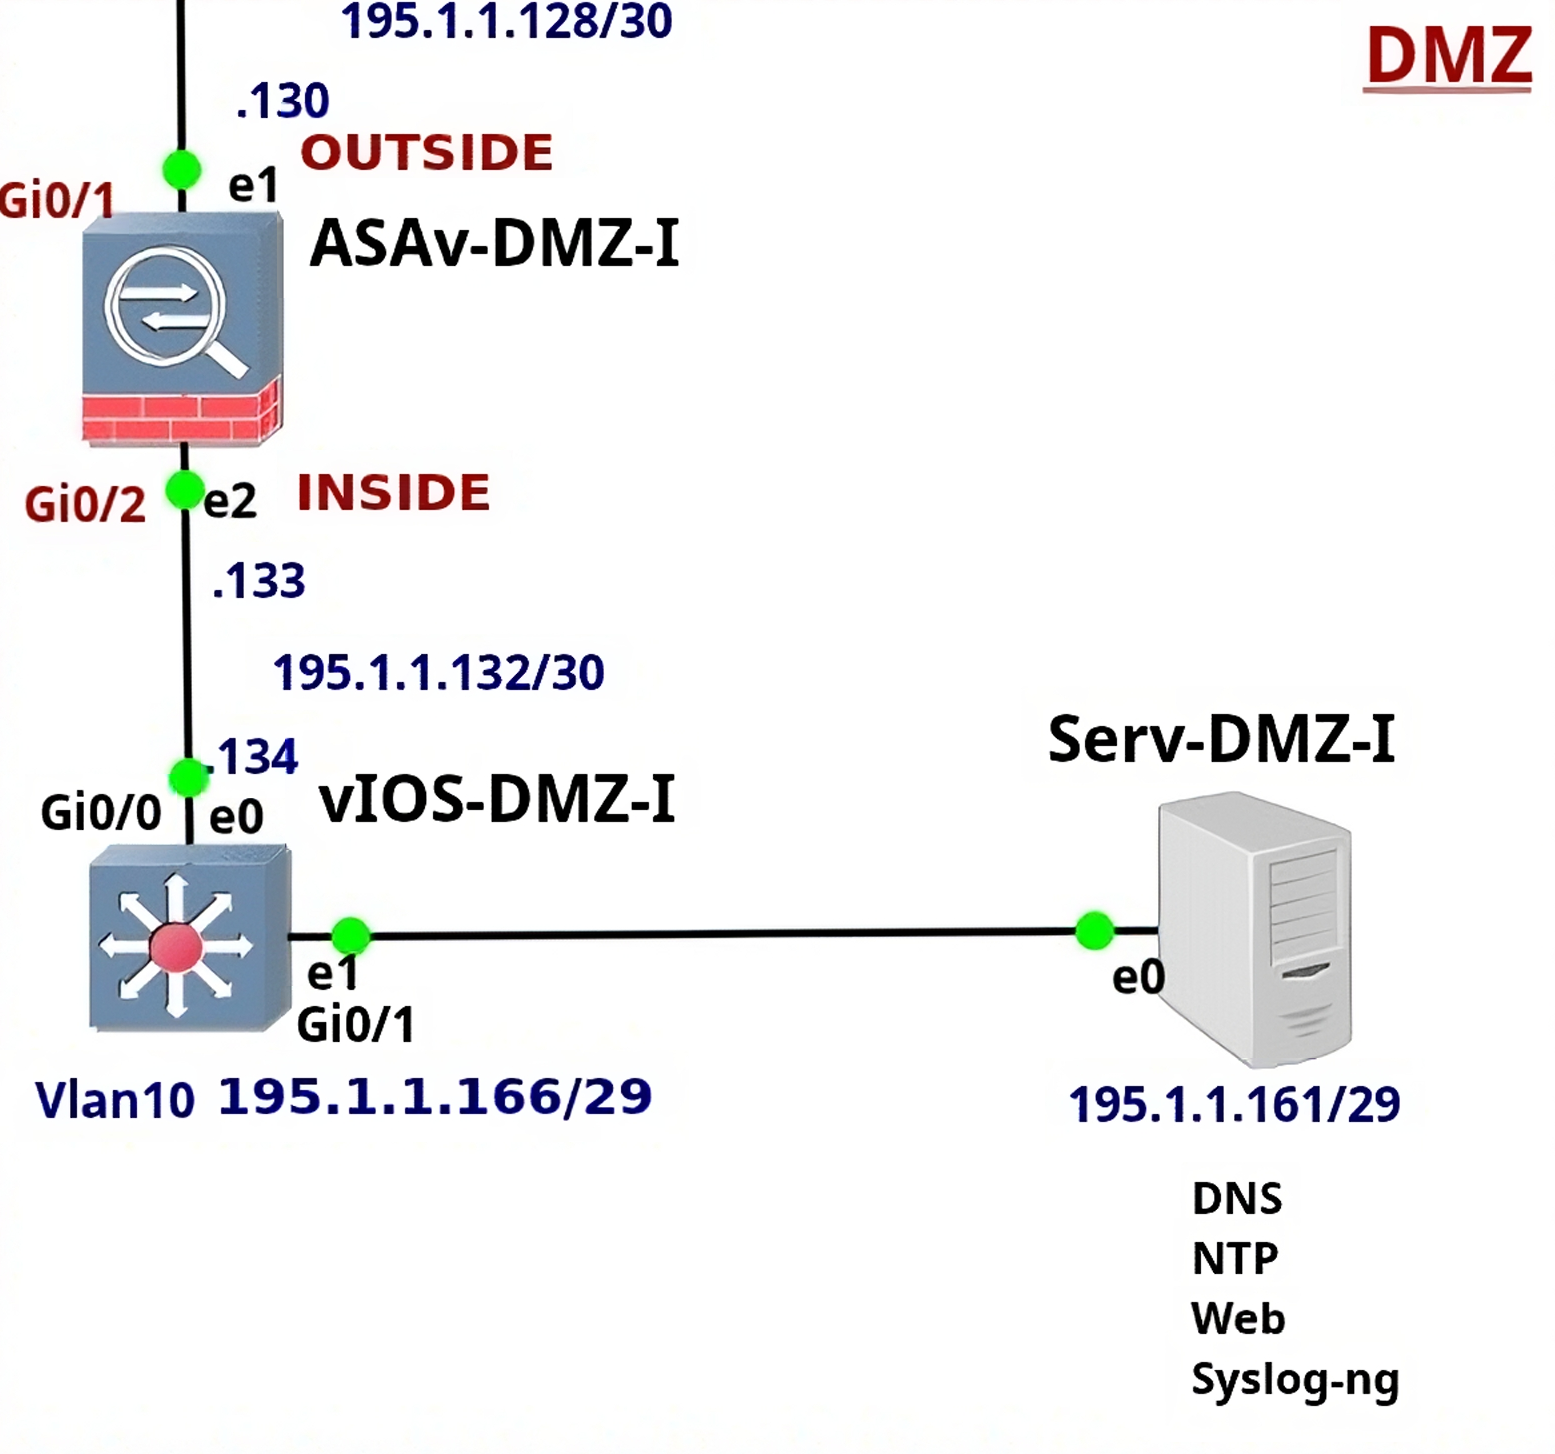 195.1.1.128/30
DMZ
.130
OUTSIDE
Gi0/1
e1
ASAv-DMZ-I
Gi0/2
e2
INSIDE
.133
195.1.1.132/30
.134
Gi0/0
e0
vIOS-DMZ-I
Serv-DMZ-I
e1
Gi0/1
e0
Vlan10 195.1.1.166/29
195.1.1.161/29
DNS
NTP
Web
Syslog-ng